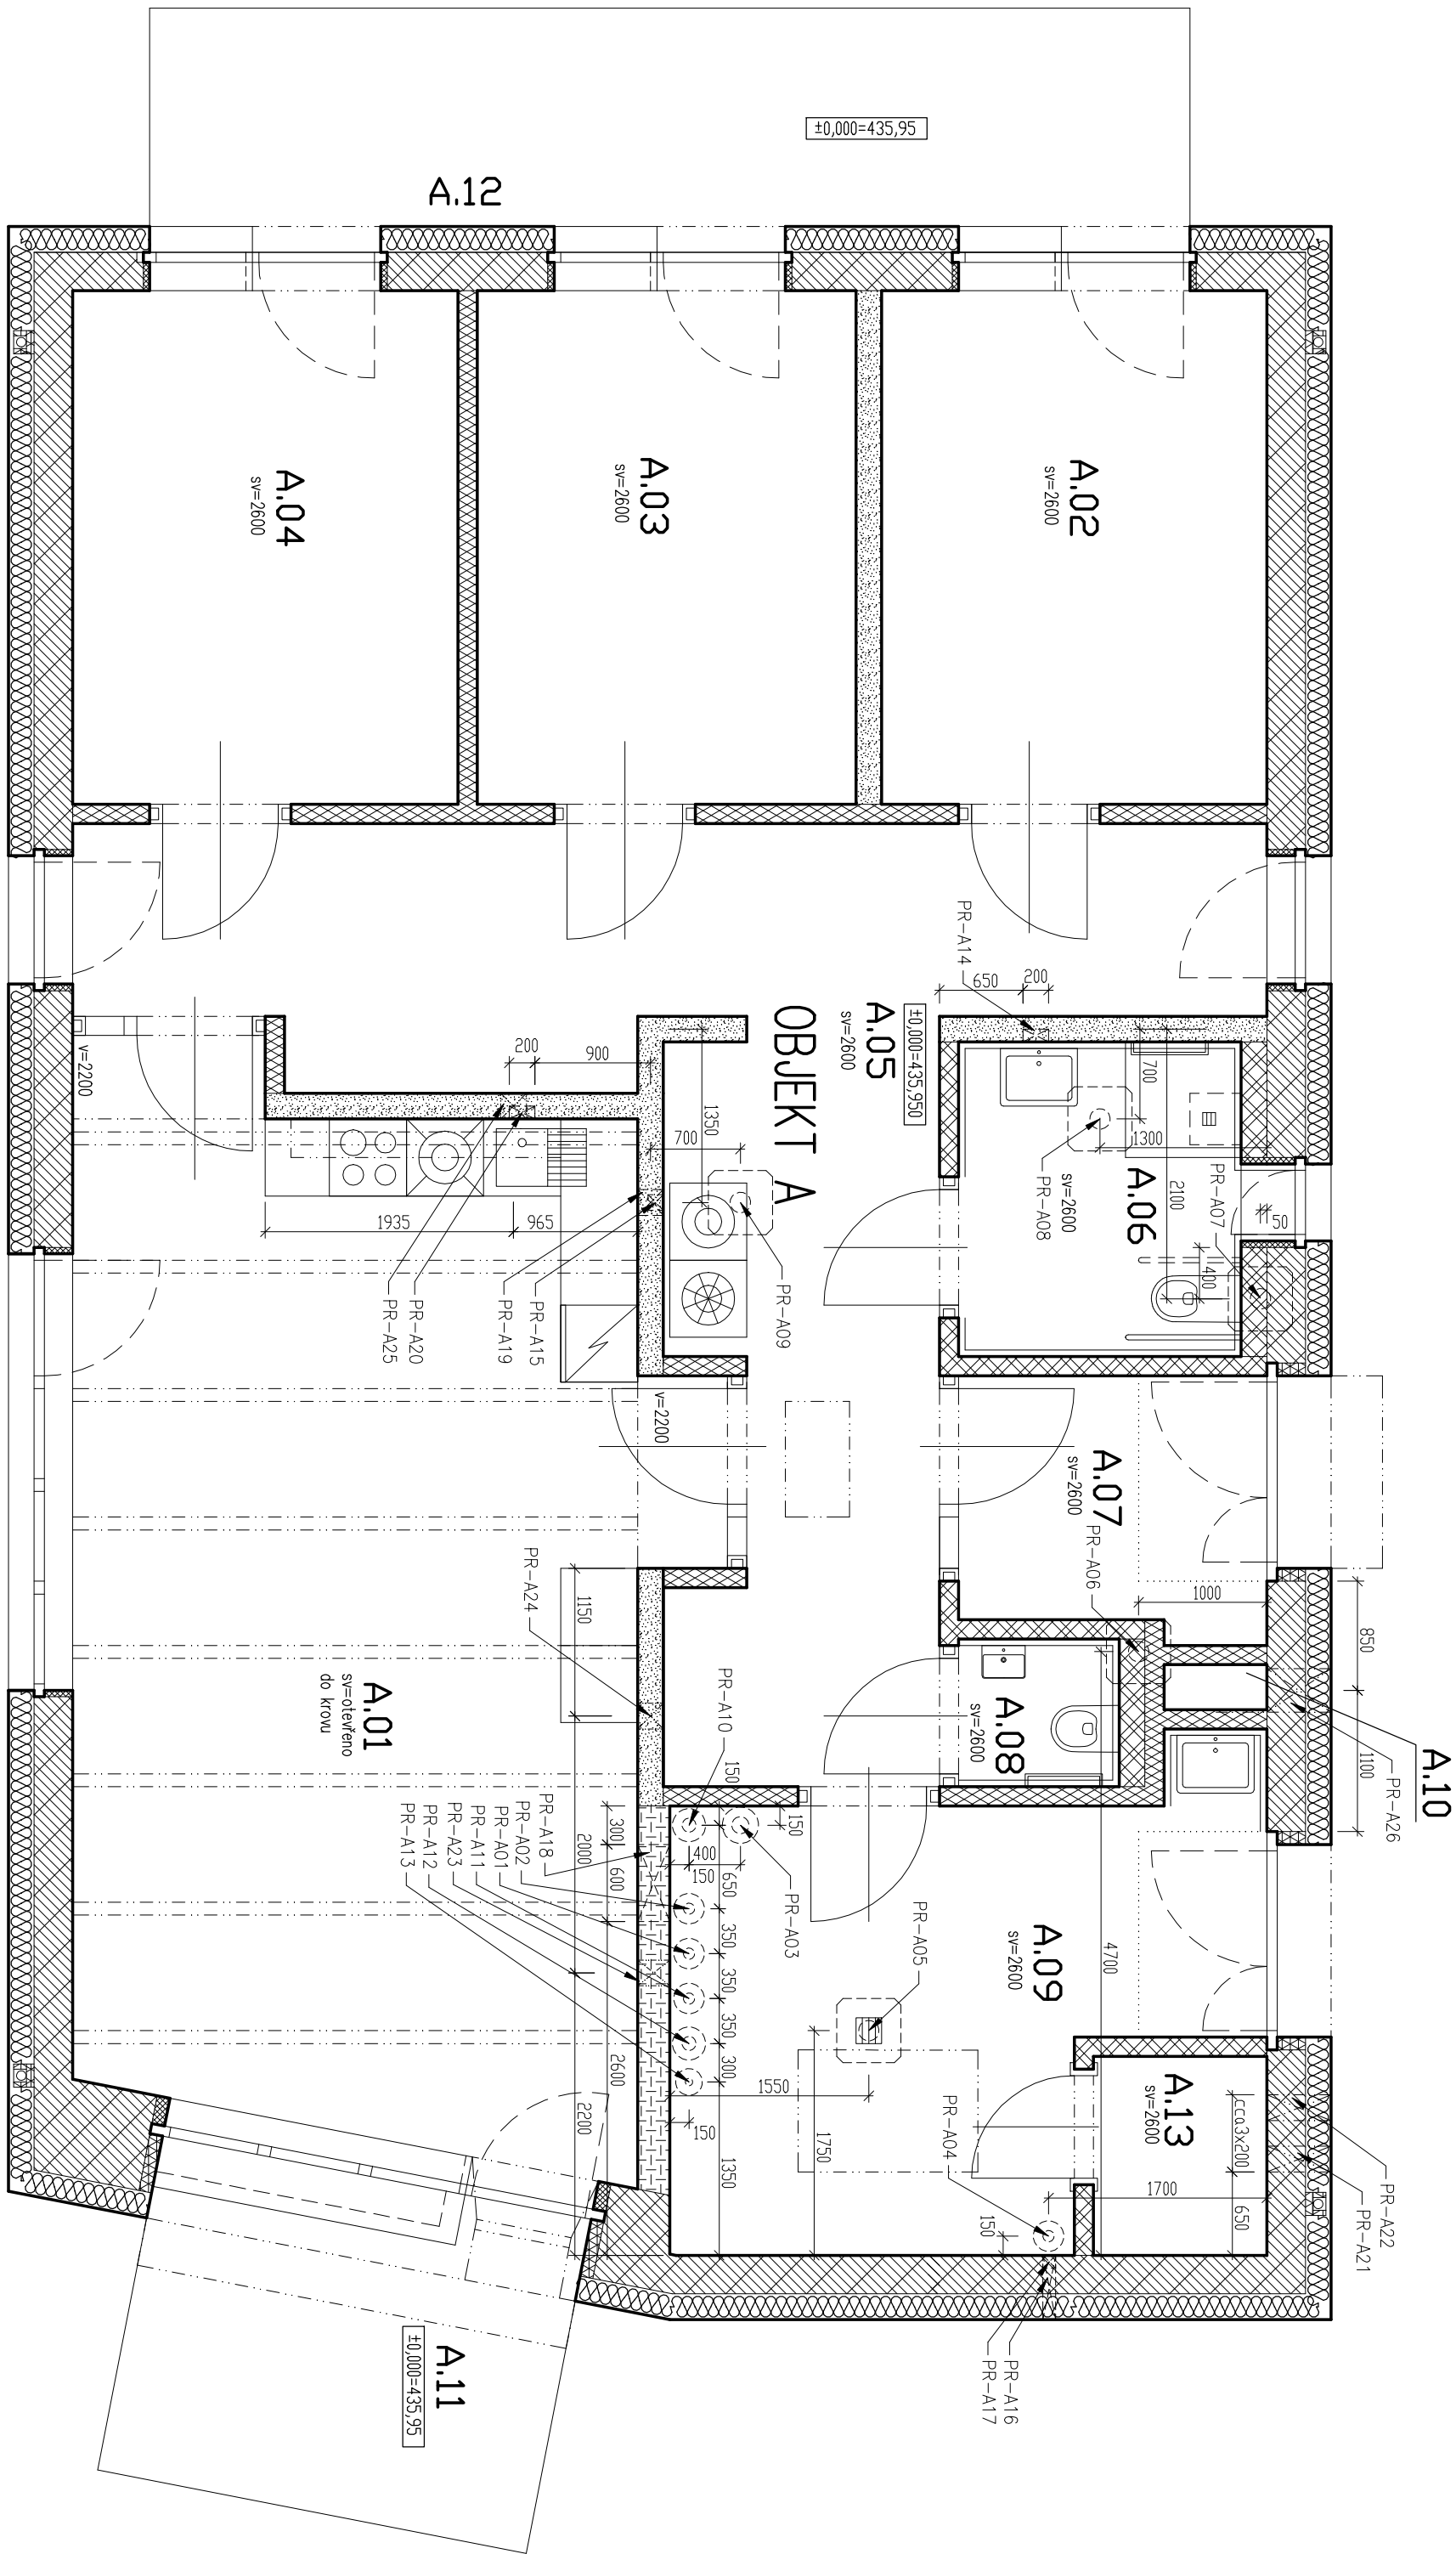 ±0,000=435,95
A.12
A.04
sv=2600
A.03
sv=2600
A.02
sv=2600
OBJEKT A
A.05
sv=2600
±0,000=435,950
PR-A14
650
200
v=2200
200
900
1350
700
1935
965
700
1300
2100
400
50
sv=2600
PR-A08
A.06
PR-A07
PR-A09
PR-A15
PR-A19
PR-A20
PR-A25
v=2200
A.07
sv=2600
PR-A06
1000
850
1100
A.10
PR-A26
PR-A24
1150
A.01
sv=otevřeno
do krovu
A.08
sv=2600
PR-A10
150
150
300
600
2000
400
150
650
350
350
350
300
2600
2200
PR-A18
PR-A02
PR-A01
PR-A11
PR-A23
PR-A12
PR-A13
PR-A03
PR-A05
A.09
sv=2600
4700
1550
150
1750
1350
PR-A04
150
A.13
sv=2600
cca3x200
1700
650
PR-A22
PR-A21
PR-A16
PR-A17
A.11
±0,000=435,95